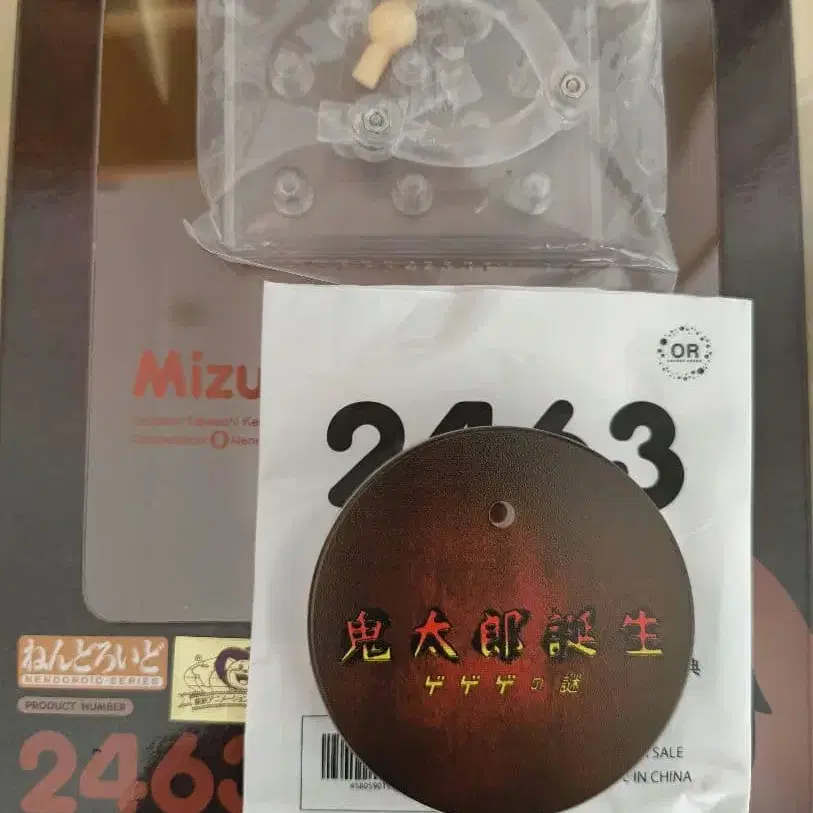 Mizu
OR
2463
鬼太郎誕生
ゲゲゲの謎
典
ねんどろいど
NENDOROID-SERIES
PRODUCT NUMBER
2463
SALE
IN CHINA